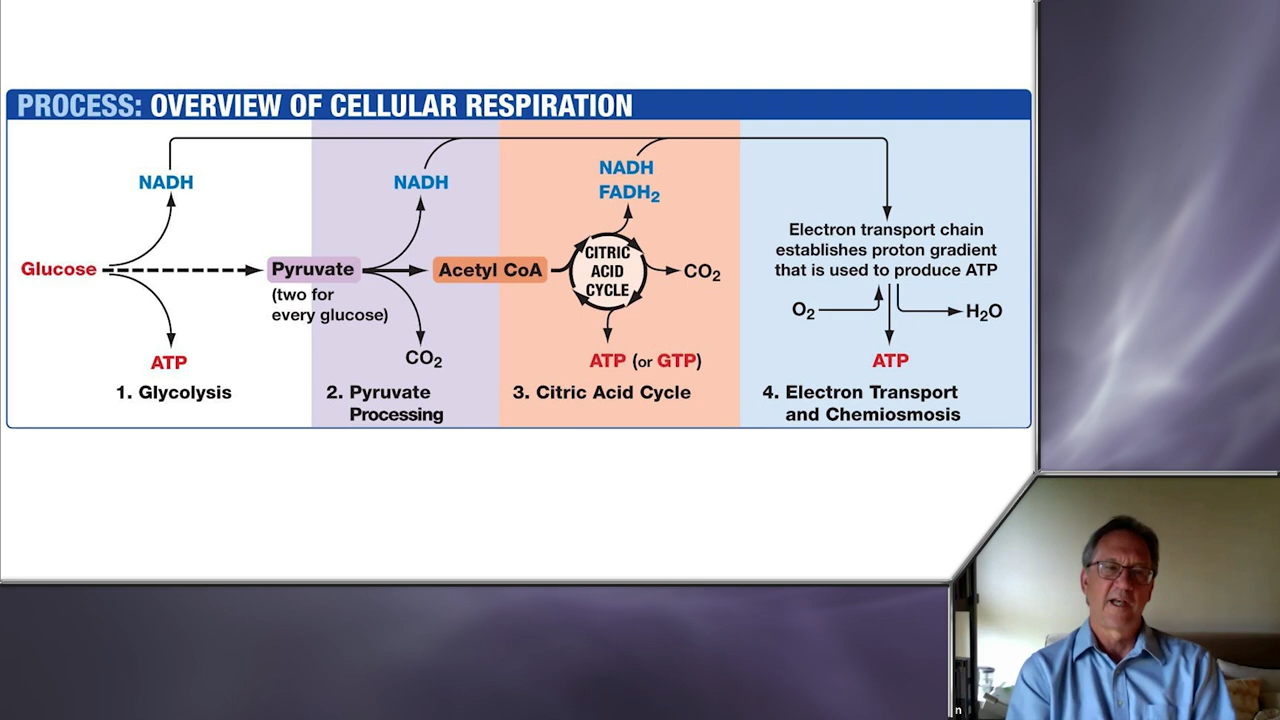 PROCESS: OVERVIEW OF CELLULAR RESPIRATION
NADH
NADH
NADH
FADH₂
Glucose
Pyruvate
(two for
every glucose)
Acetyl CoA
CITRIC
ACID
CYCLE
CO₂
Electron transport chain
establishes proton gradient
that is used to produce ATP
O₂
H₂O
ATP
CO₂
ATP (or GTP)
ATP
1. Glycolysis
2. Pyruvate
Processing
3. Citric Acid Cycle
4. Electron Transport
and Chemiosmosis
n